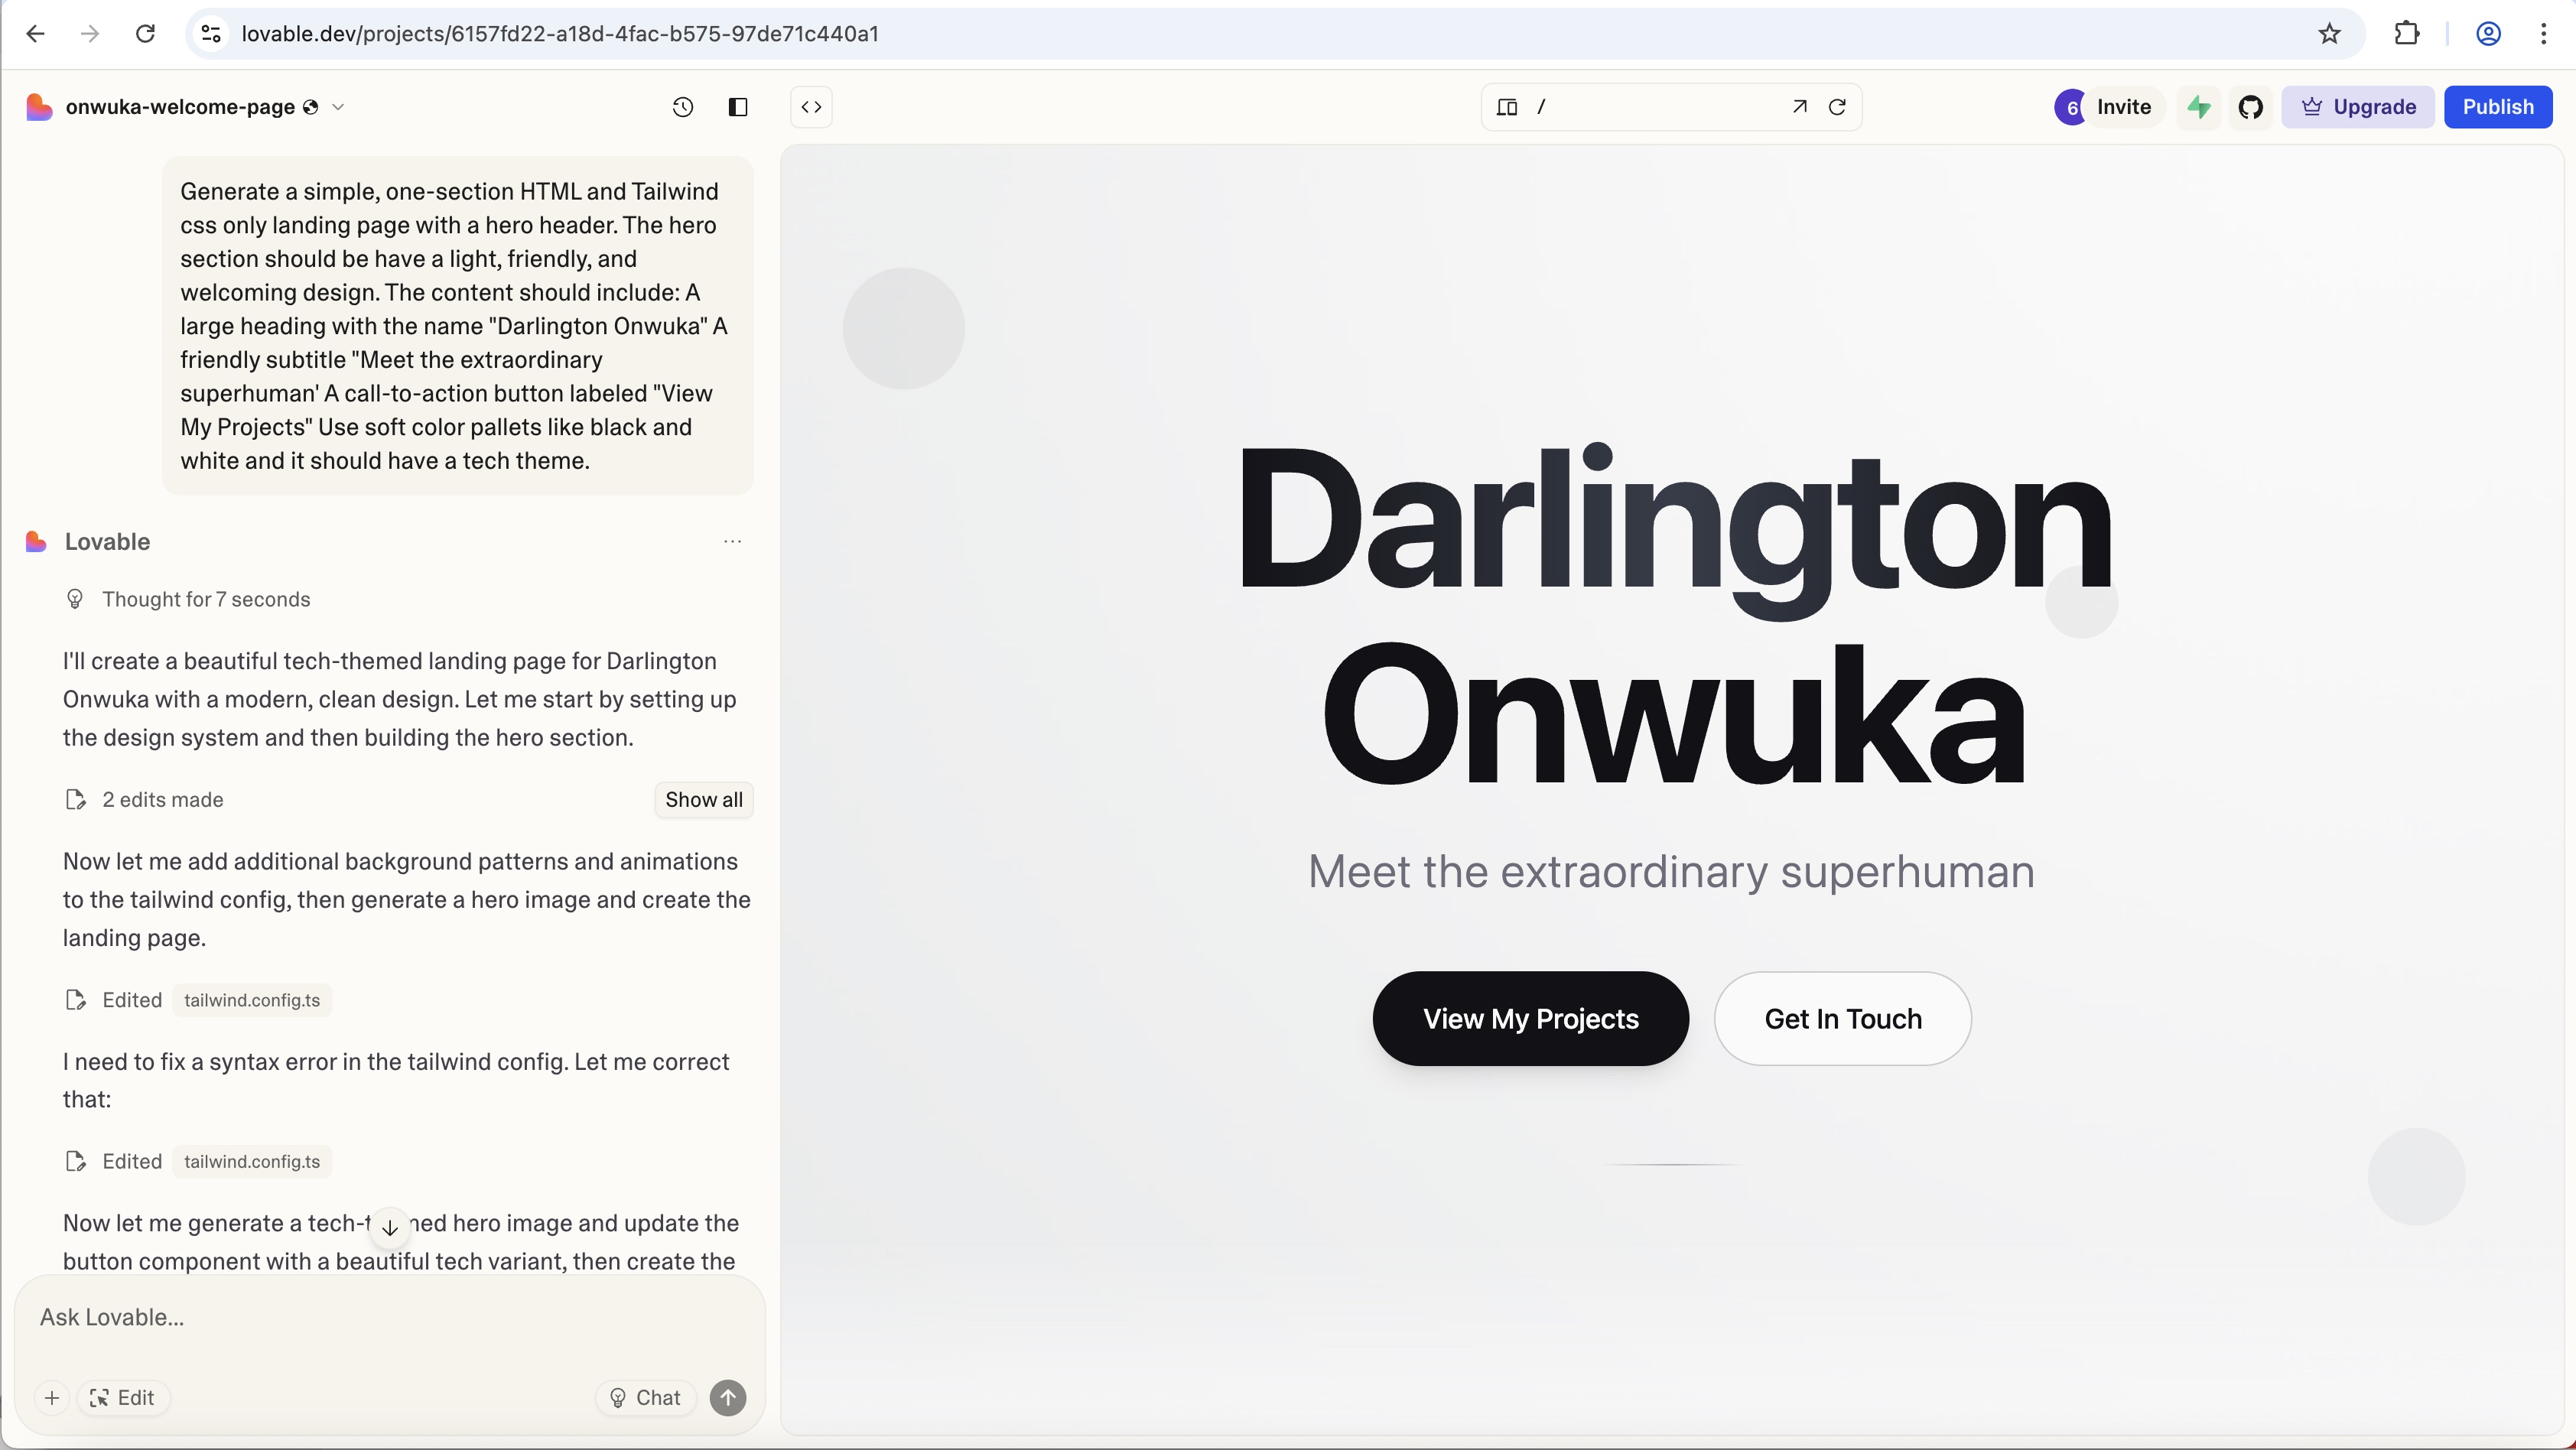 lovable.dev/projects/6157fd22-a18d-4fac-b575-97de71c440a1
onwuka-welcome-page
/
6
Invite
Upgrade
Publish
Generate a simple, one-section HTML and Tailwind
css only landing page with a hero header. The hero
section should be have a light, friendly, and
welcoming design. The content should include: A
large heading with the name "Darlington Onwuka" A
friendly subtitle "Meet the extraordinary
superhuman' A call-to-action button labeled "View
My Projects" Use soft color pallets like black and
white and it should have a tech theme.
Lovable
Thought for 7 seconds
I'll create a beautiful tech-themed landing page for Darlington
Onwuka with a modern, clean design. Let me start by setting up
the design system and then building the hero section.
2 edits made
Show all
Now let me add additional background patterns and animations
to the tailwind config, then generate a hero image and create the
landing page.
Edited tailwind.config.ts
I need to fix a syntax error in the tailwind config. Let me correct
that:
Edited tailwind.config.ts
Now let me generate a hero image and update the
button component with a beautiful tech variant, then create the
Ask Lovable...
Edit
Chat
Darlington
Onwuka
Meet the extraordinary superhuman
View My Projects
Get In Touch